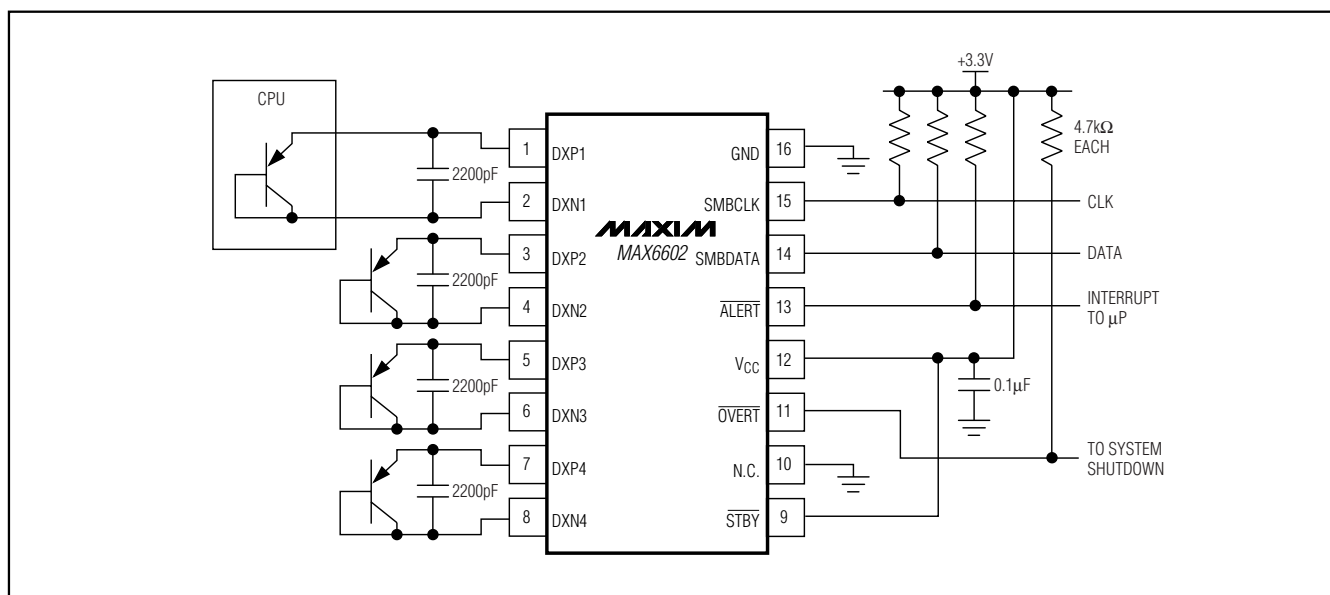 +3.3V
CPU
4.7kΩ
EACH
1
DXP1
2200pF
2
DXN1
3
DXP2
2200pF
4
DXN2
5
DXP3
2200pF
6
DXN3
7
DXP4
2200pF
8
DXN4
MAXIM
MAX6602
GND
16
SMBCLK
15
CLK
SMBDATA
14
DATA
ALERT
13
INTERRUPT
TO µP
VCC
12
0.1µF
OVERT
11
TO SYSTEM
SHUTDOWN
N.C.
10
STBY
9